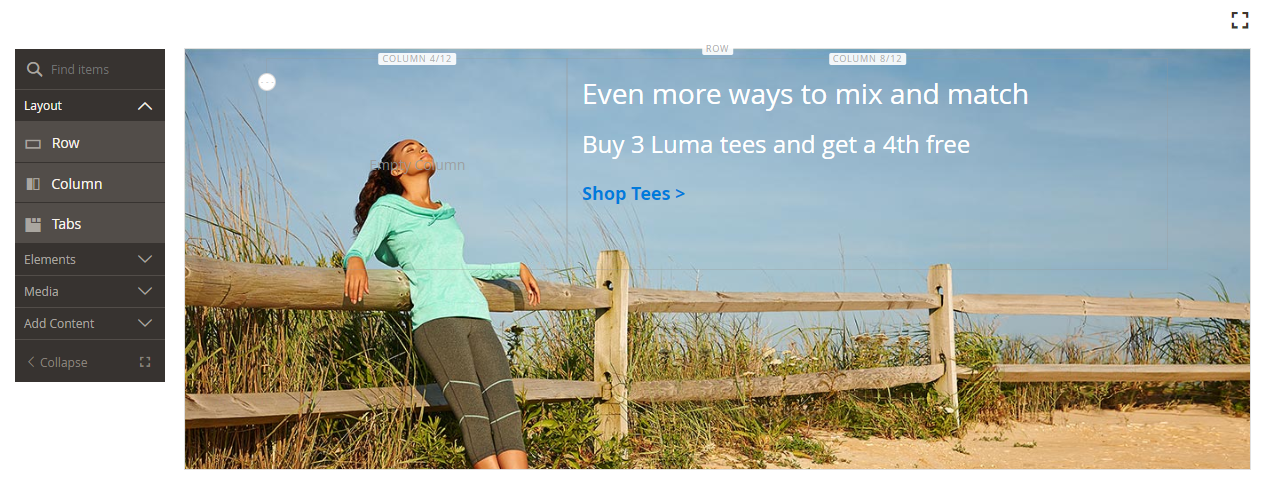 Find items
Layout
Row
Column
Tabs
Elements
Media
Add Content
Collapse
ROW
COLUMN 4/12
COLUMN 8/12
Empty Column
Even more ways to mix and match
Buy 3 Luma tees and get a 4th free
Shop Tees >